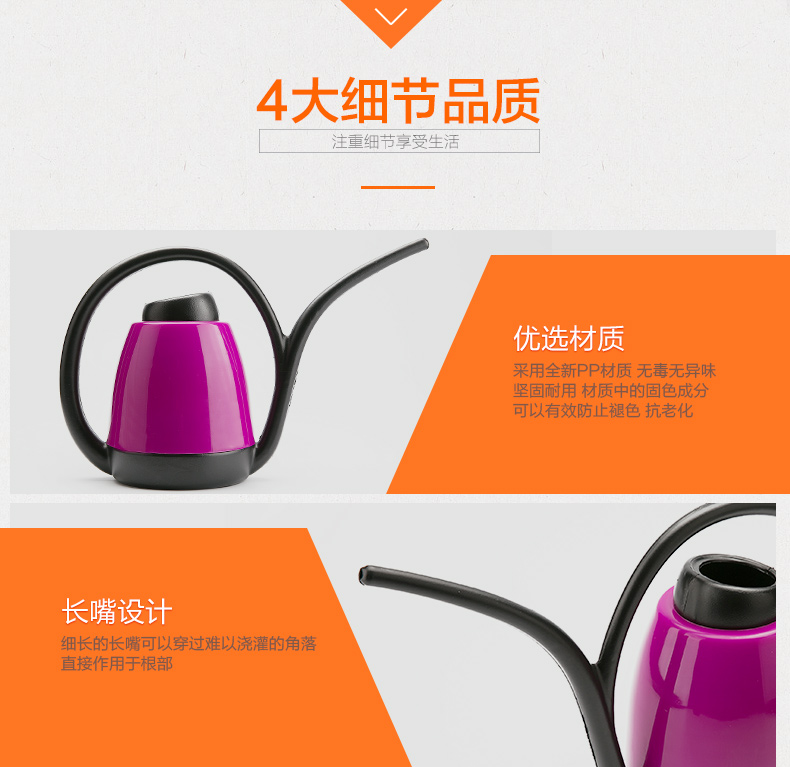 4大细节品质
注重细节享受生活
优选材质
采用全新PP材质 无毒无异味
坚固耐用 材质中的固色成分
可以有效防止褪色 抗老化
长嘴设计
细长的长嘴可以穿过难以浇灌的角落
直接作用于根部